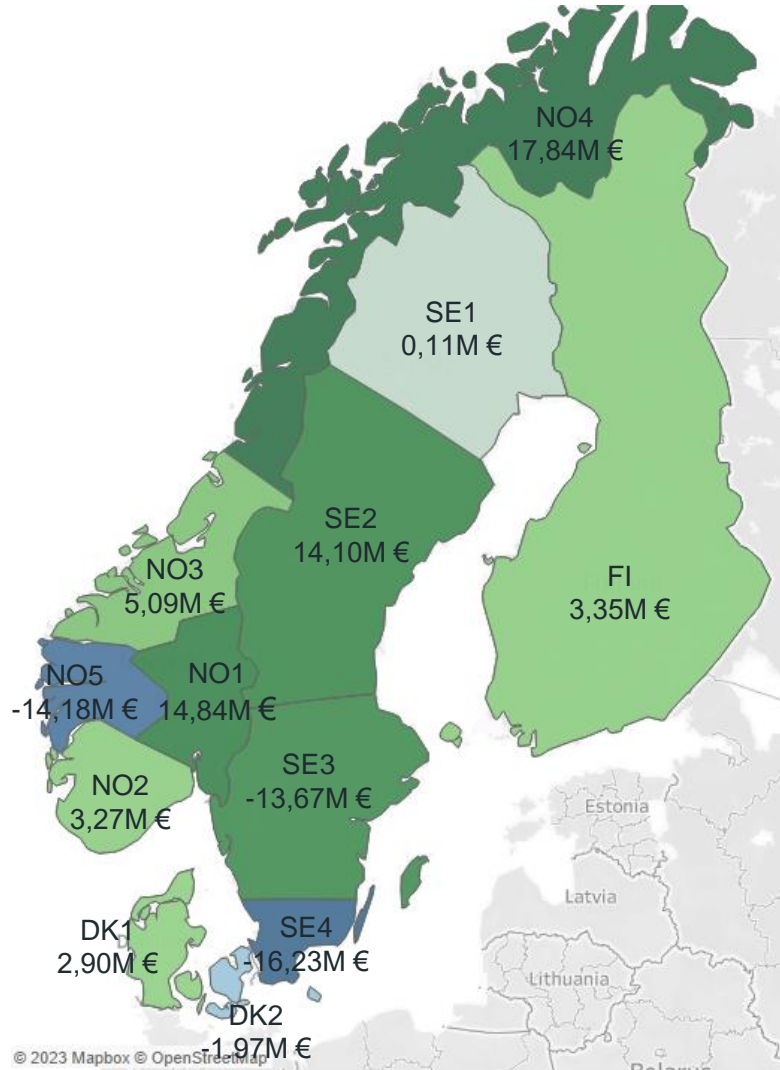 NO4
17,84M €
SE1
0,11M €
SE2
14,10M €
NO3
5,09M €
FI
3,35M €
NO5
-14,18M €
NO1
14,84M €
SE3
-13,67M €
NO2
3,27M €
Estonia
Latvia
DK1
2,90M €
SE4
-16,23M €
Lithuania
DK2
-1,97M €
© 2023 Mapbox © OpenStreetMap
Belarus